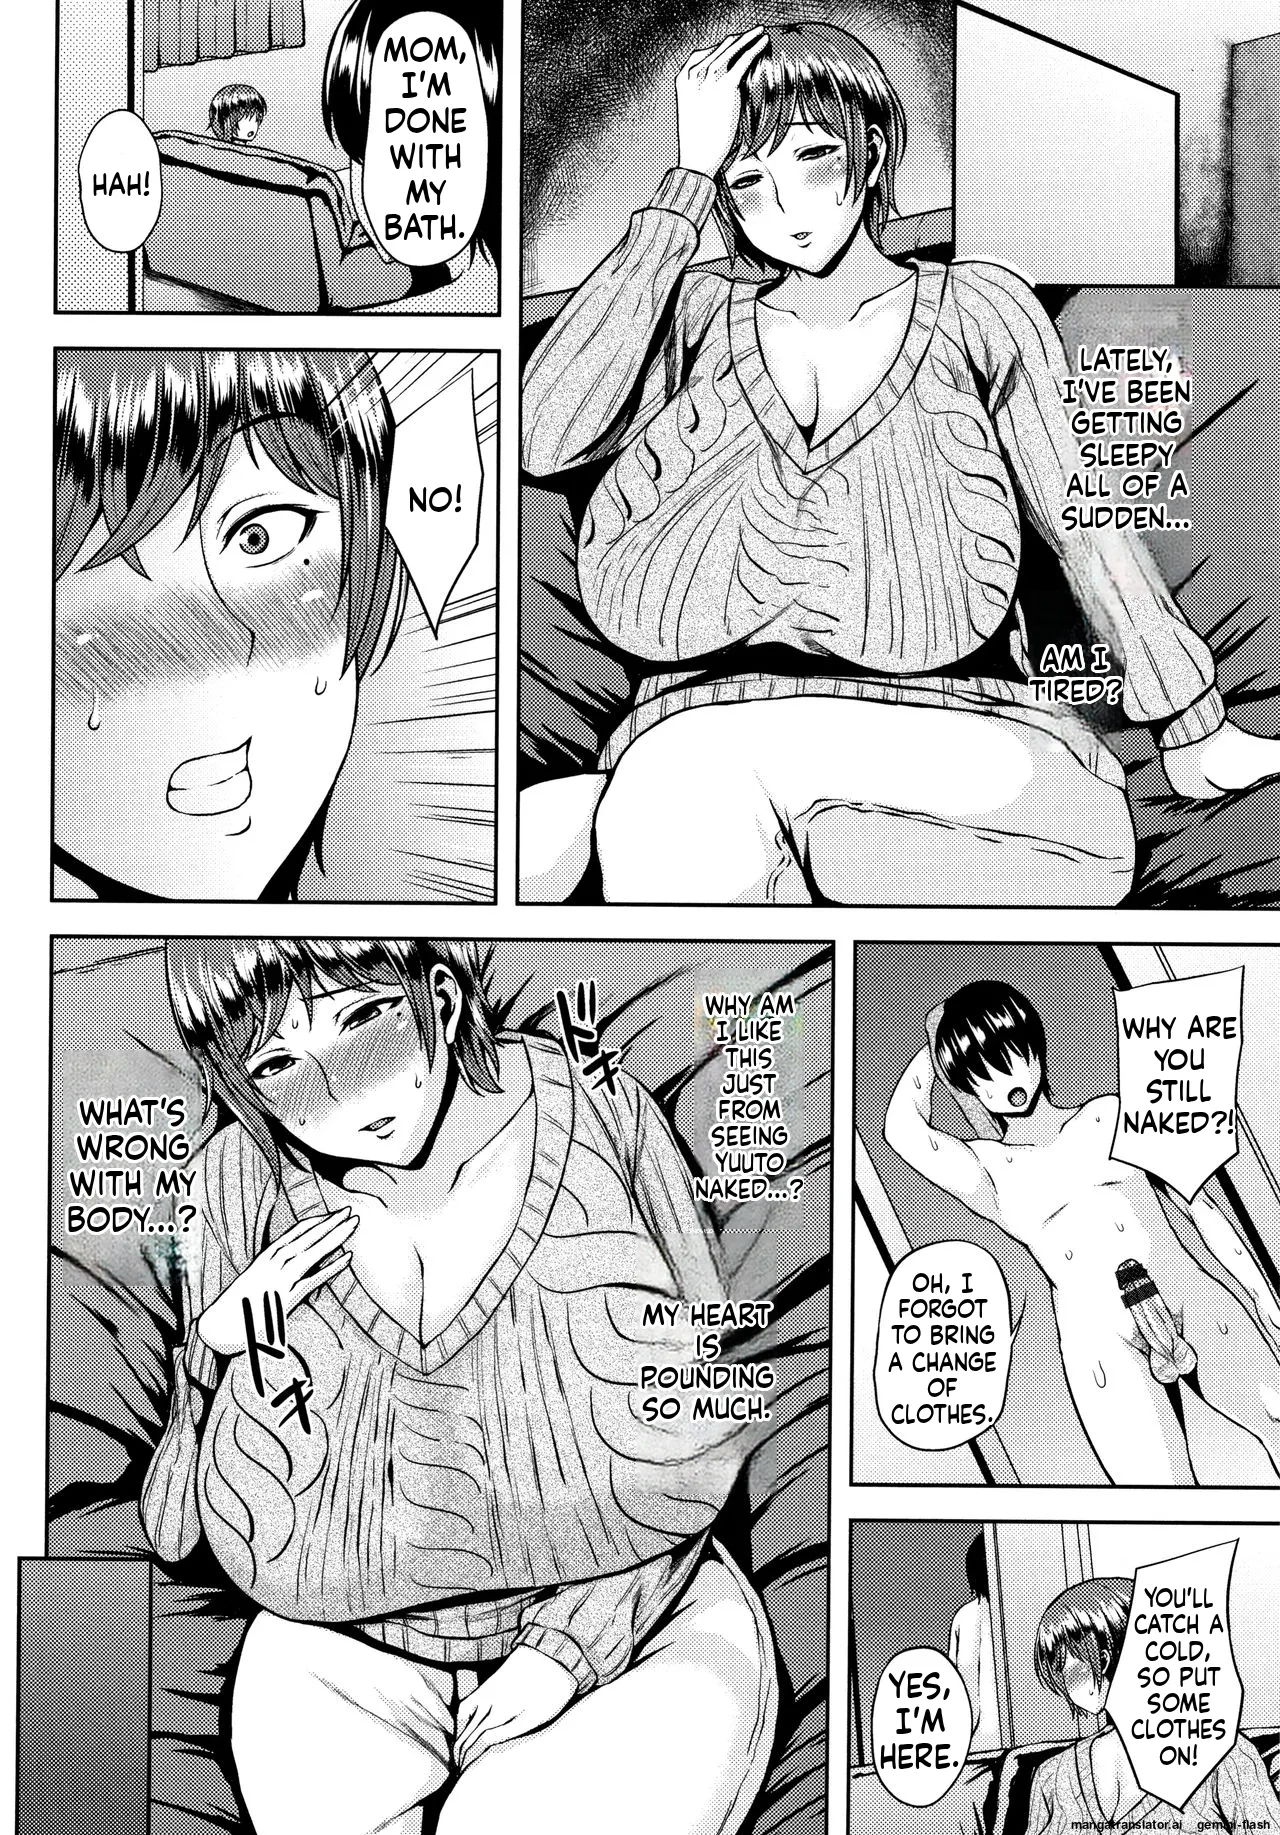 MOM,
I'M
DONE
WITH
MY
BATH.
HAH!
LATELY,
I'VE BEEN
GETTING
SLEEPY
ALL OF A
SUDDEN...
AM I
TIRED?
NO!
WHY ARE
YOU
STILL
NAKED?!
OH, I
FORGOT
TO BRING
A CHANGE
OF
CLOTHES.
YOU'LL
CATCH A
COLD,
SO PUT
SOME
CLOTHES
ON!
YES,
I'M
HERE.
WHY AM
I LIKE
THIS
JUST
FROM
SEEING
YUUTO
NAKED...?
ドキ
MY HEART
IS
POUNDING
SO MUCH.
WHAT'S
WRONG
WITH MY
BODY...?
ドキ
mangatranslator.ai gemini-flash